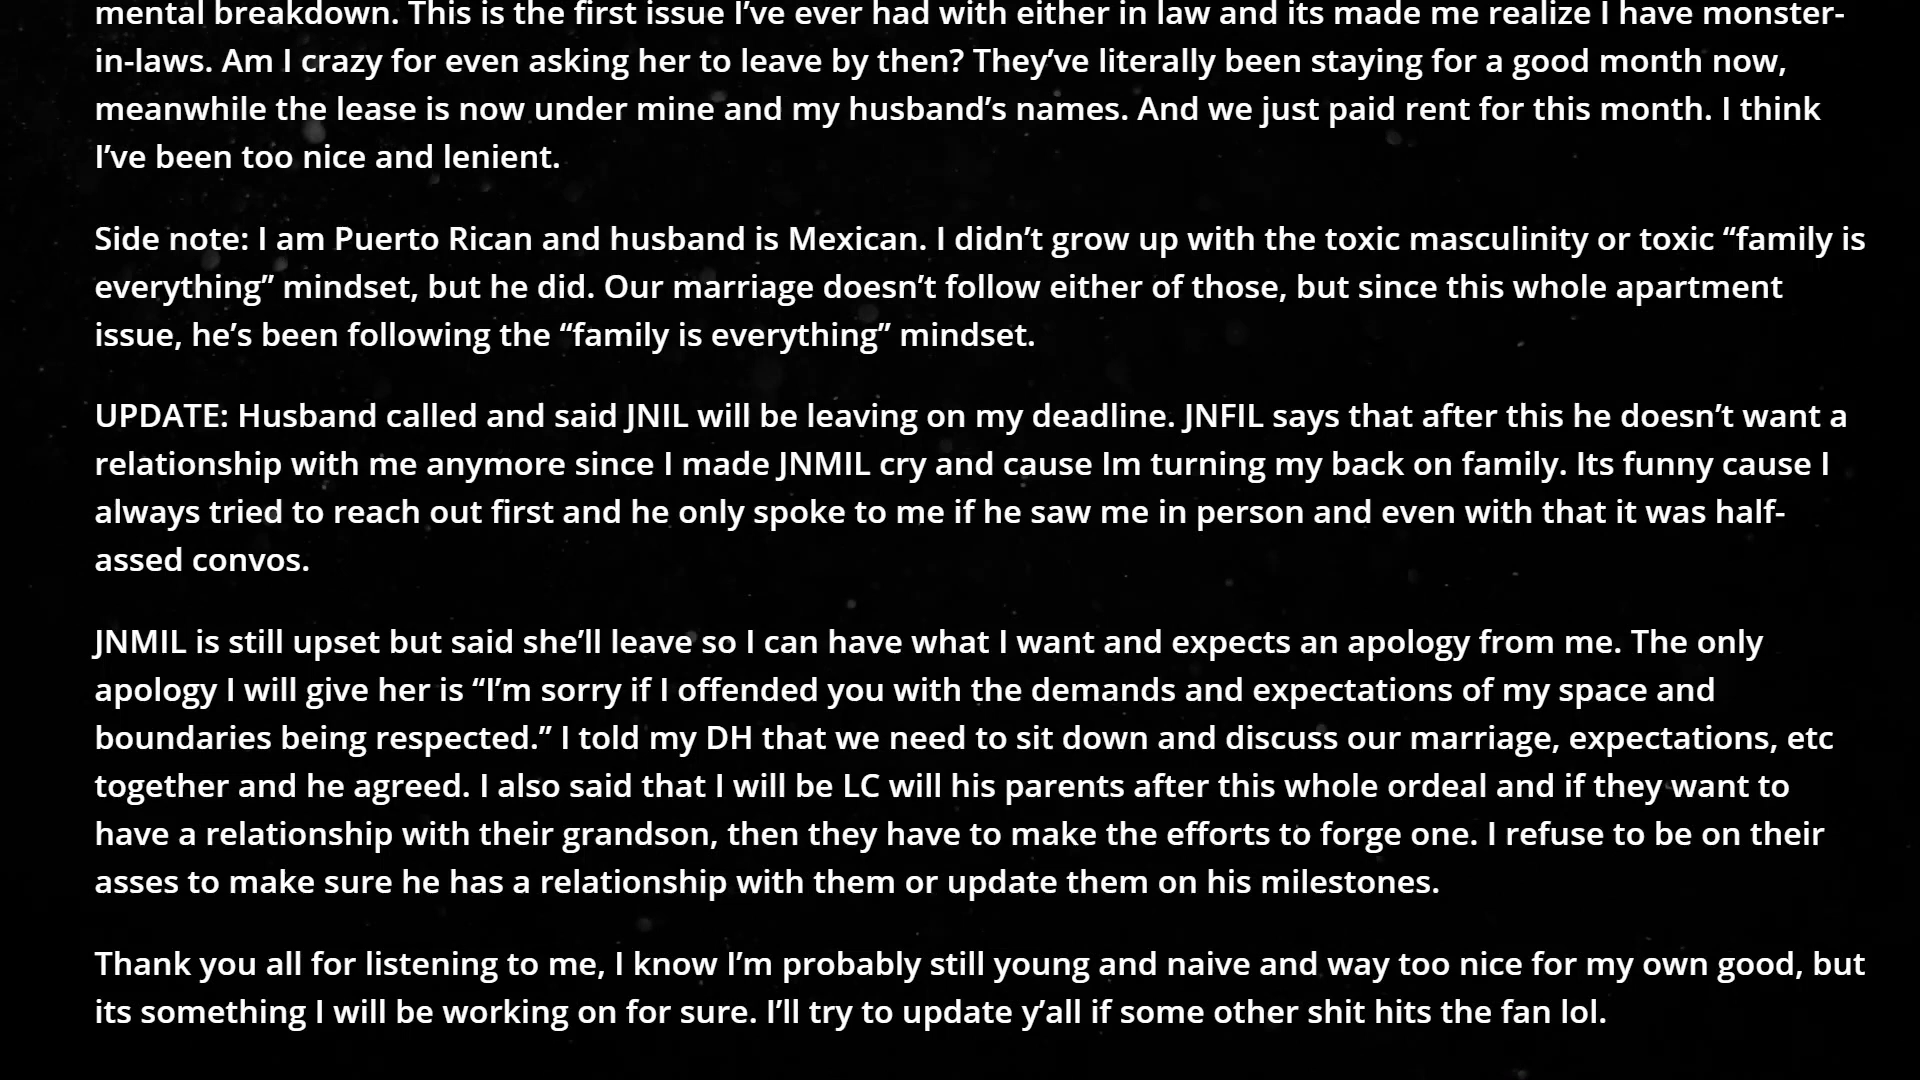 mental breakdown. This is the first issue I’ve ever had with either in law and its made me realize I have monster-
in-laws. Am I crazy for even asking her to leave by then? They’ve literally been staying for a good month now,
meanwhile the lease is now under mine and my husband’s names. And we just paid rent for this month. I think
I’ve been too nice and lenient.
Side note: I am Puerto Rican and husband is Mexican. I didn’t grow up with the toxic masculinity or toxic “family is
everything” mindset, but he did. Our marriage doesn’t follow either of those, but since this whole apartment
issue, he’s been following the “family is everything” mindset.
UPDATE: Husband called and said JNIL will be leaving on my deadline. JNFIL says that after this he doesn’t want a
relationship with me anymore since I made JNMIL cry and cause Im turning my back on family. Its funny cause I
always tried to reach out first and he only spoke to me if he saw me in person and even with that it was half-
assed convos.
JNMIL is still upset but said she’ll leave so I can have what I want and expects an apology from me. The only
apology I will give her is “I’m sorry if I offended you with the demands and expectations of my space and
boundaries being respected.” I told my DH that we need to sit down and discuss our marriage, expectations, etc
together and he agreed. I also said that I will be LC will his parents after this whole ordeal and if they want to
have a relationship with their grandson, then they have to make the efforts to forge one. I refuse to be on their
asses to make sure he has a relationship with them or update them on his milestones.
Thank you all for listening to me, I know I’m probably still young and naive and way too nice for my own good, but
its something I will be working on for sure. I’ll try to update y’all if some other shit hits the fan lol.